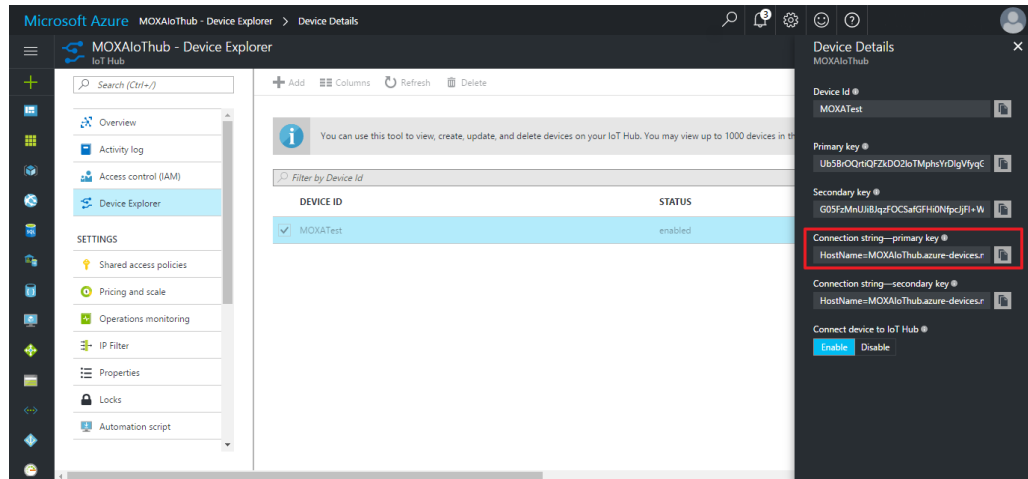 Microsoft Azure MOXAIoThub - Device Explorer > Device Details
3
MOXAIoThub - Device Explorer
IoT Hub
Search (Ctrl+/)
Overview
Activity log
Access control (IAM)
Device Explorer
SETTINGS
Shared access policies
Pricing and scale
Operations monitoring
IP Filter
Properties
Locks
Automation script
Add Columns Refresh Delete
You can use this tool to view, create, update, and delete devices on your IoT Hub. You may view up to 1000 devices in th
Filter by Device Id
DEVICE ID STATUS
MOXATest enabled
Device Details
MOXAIoThub
Device Id
MOXATest
Primary key
Secondary key
Connection string—primary key
HostName=MOXAIoThub.azure-devices.r
Connection string—secondary key
HostName=MOXAIoThub.azure-devices.r
Connect device to IoT Hub
Enable Disable